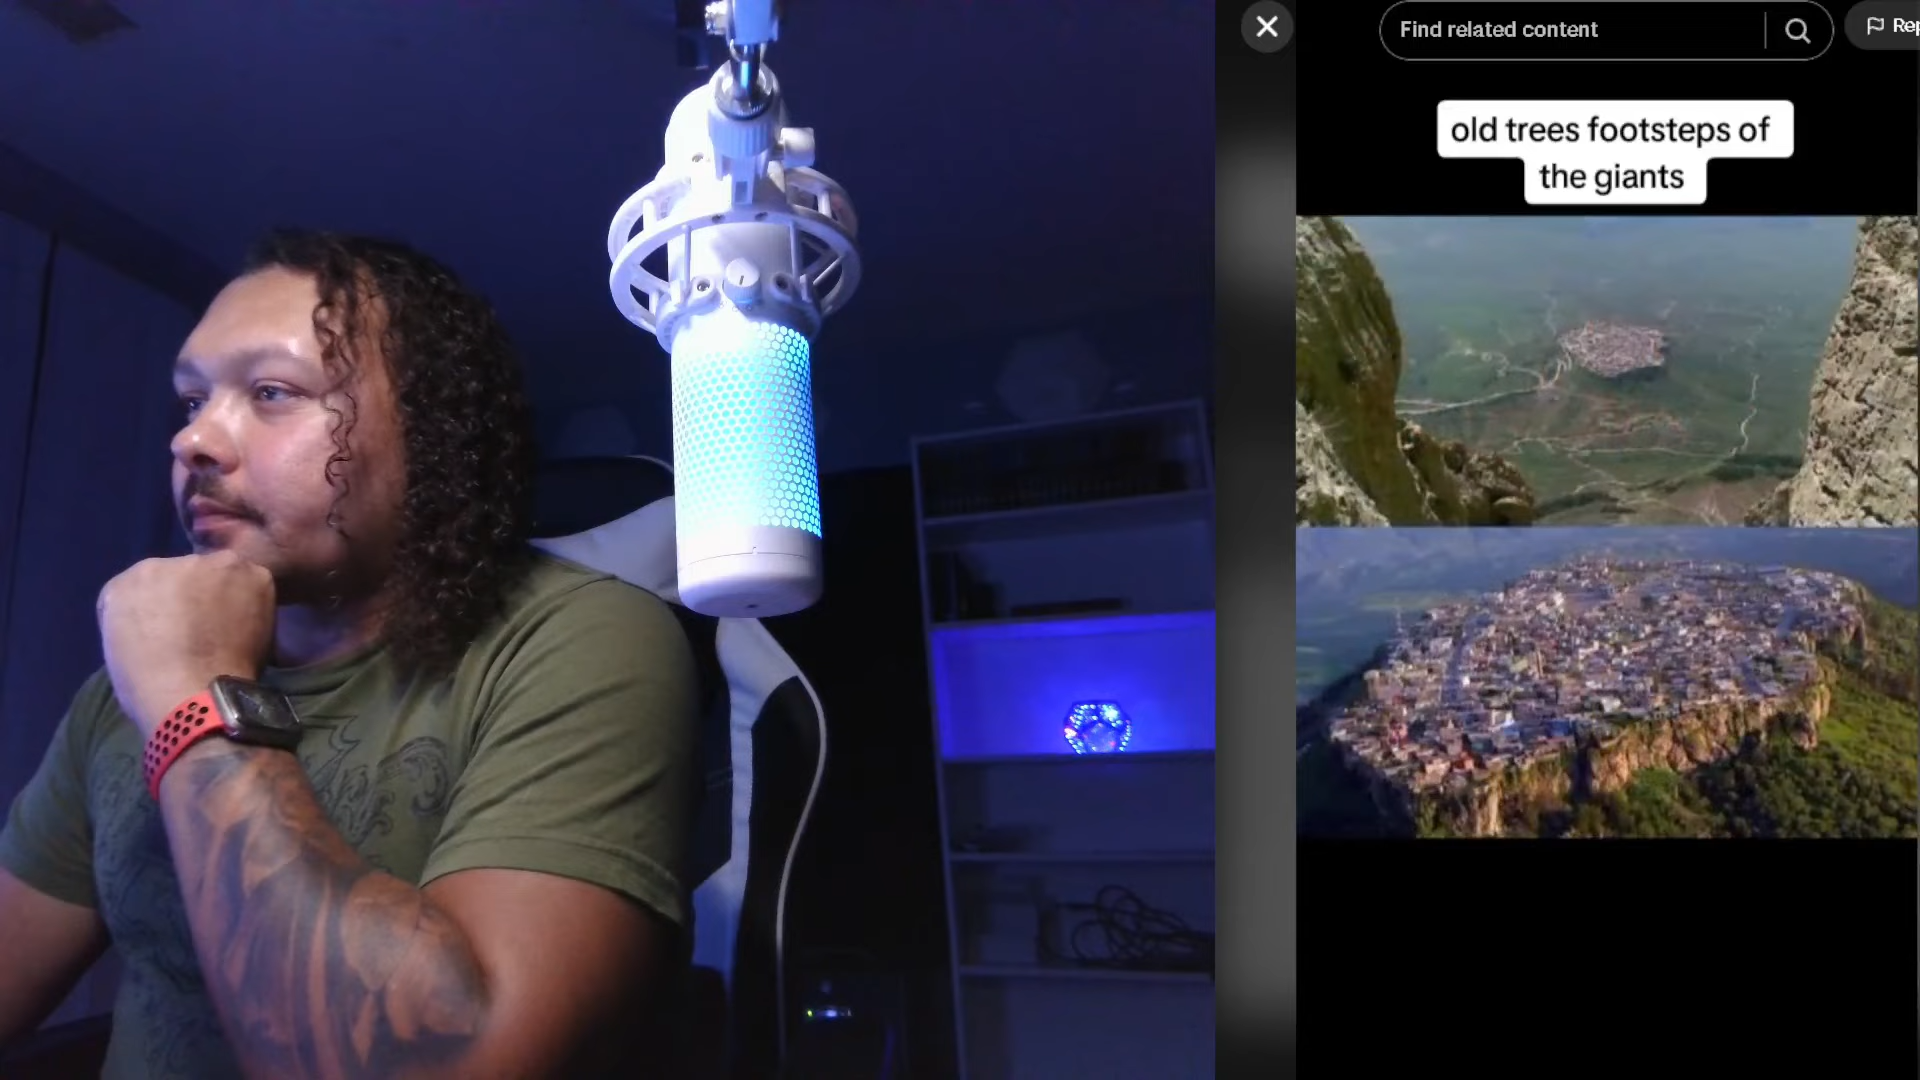 Find related content
Rep
old trees footsteps of
the giants